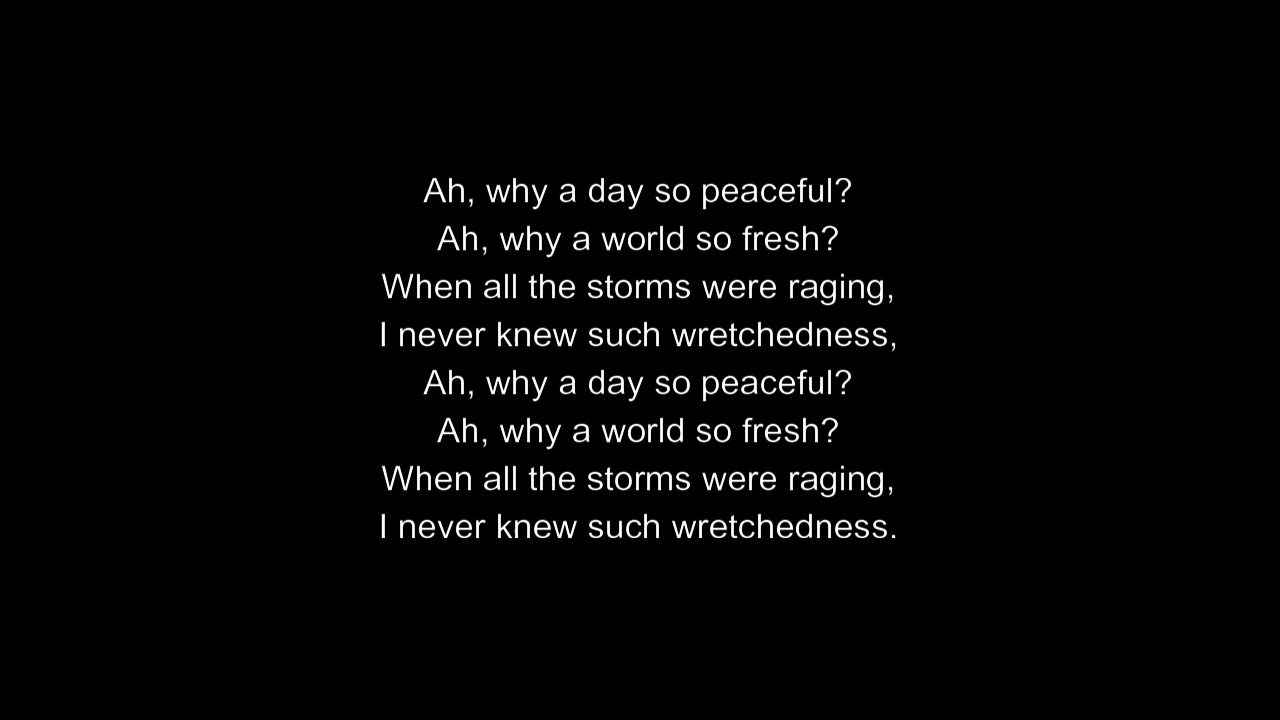 Ah, why a day so peaceful?
Ah, why a world so fresh?
When all the storms were raging,
I never knew such wretchedness,
Ah, why a day so peaceful?
Ah, why a world so fresh?
When all the storms were raging,
I never knew such wretchedness.